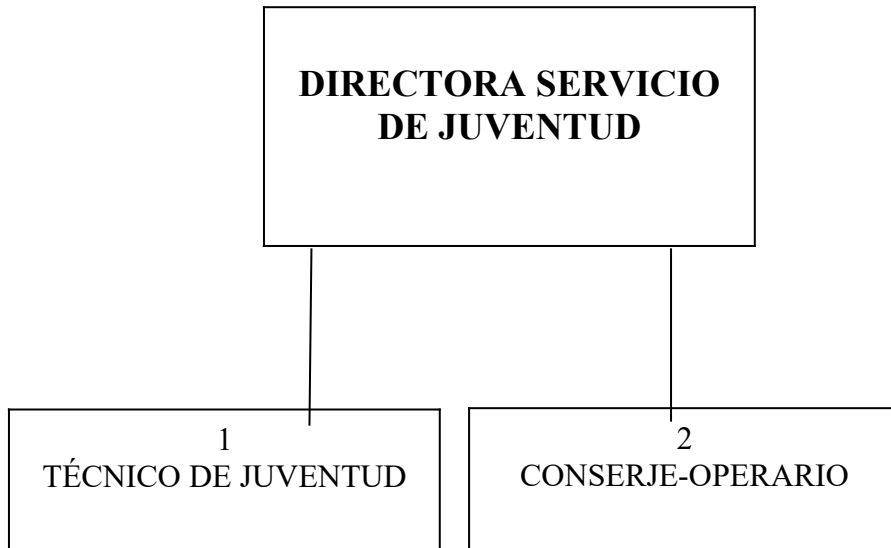 DIRECTORA SERVICIO
DE JUVENTUD
1
TÉCNICO DE JUVENTUD
2
CONSERJE-OPERARIO